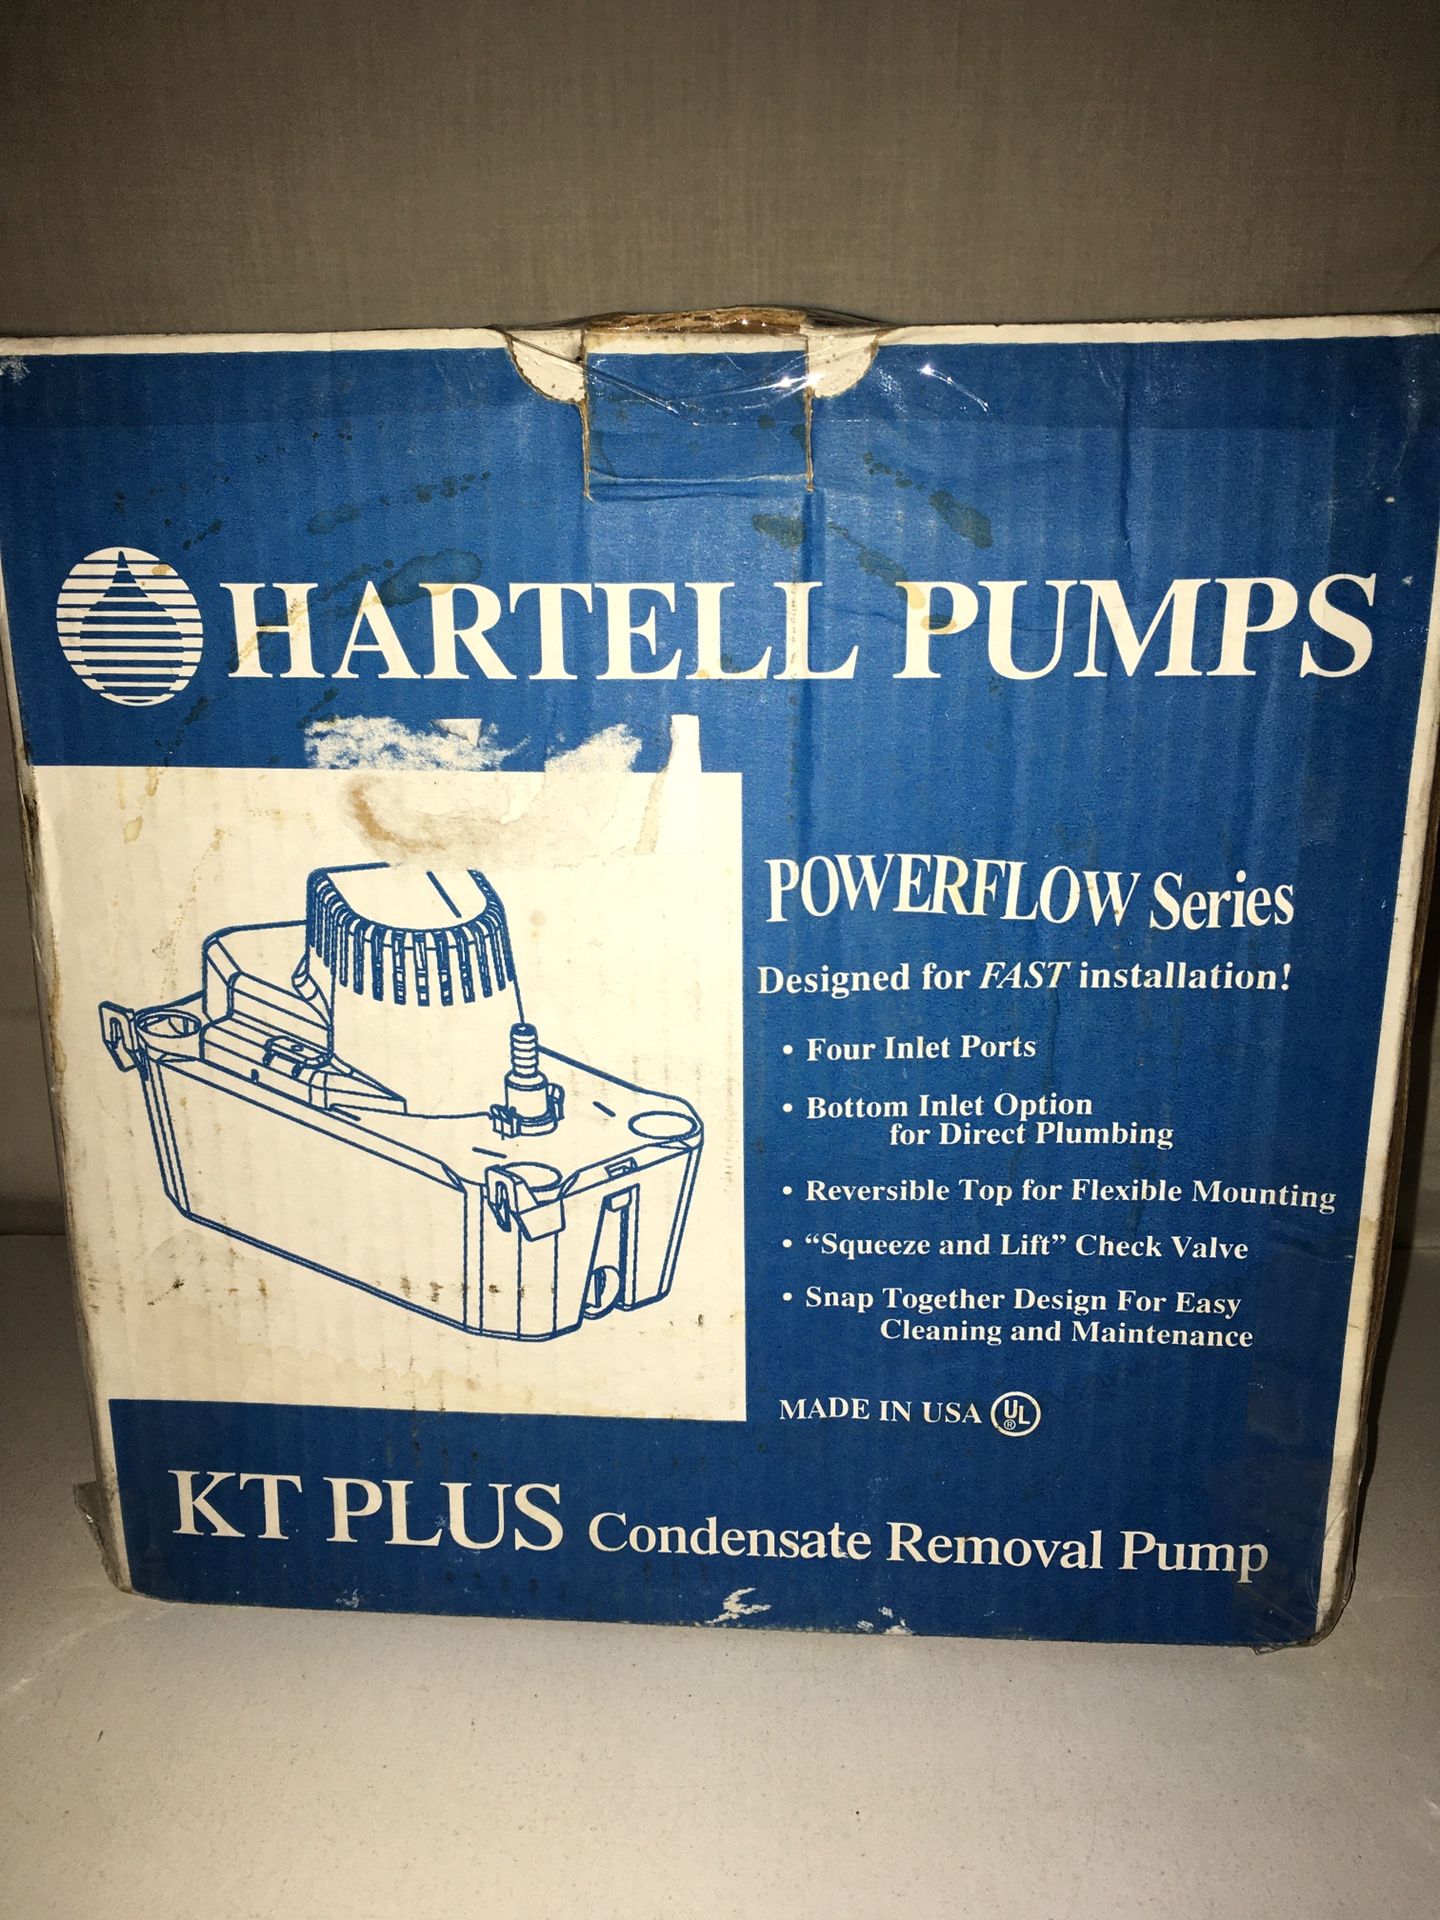 HARTELL PUMPS
POWERFLOW Series
Designed for FAST installation!
• Four Inlet Ports
• Bottom Inlet Option
for Direct Plumbing
• Reversible Top for Flexible Mounting
• “Squeeze and Lift” Check Valve
• Snap Together Design For Easy
Cleaning and Maintenance
MADE IN USA UL®
KT PLUS Condensate Removal Pump